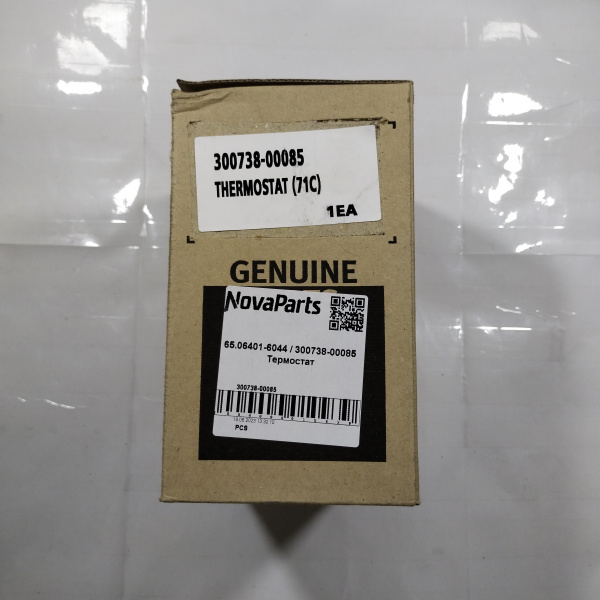 300738-00085
THERMOSTAT (71C)
1EA
GENUINE
NovaParts
65.06401-6044 / 300738-00085
Термостат
300738-00085
PCS